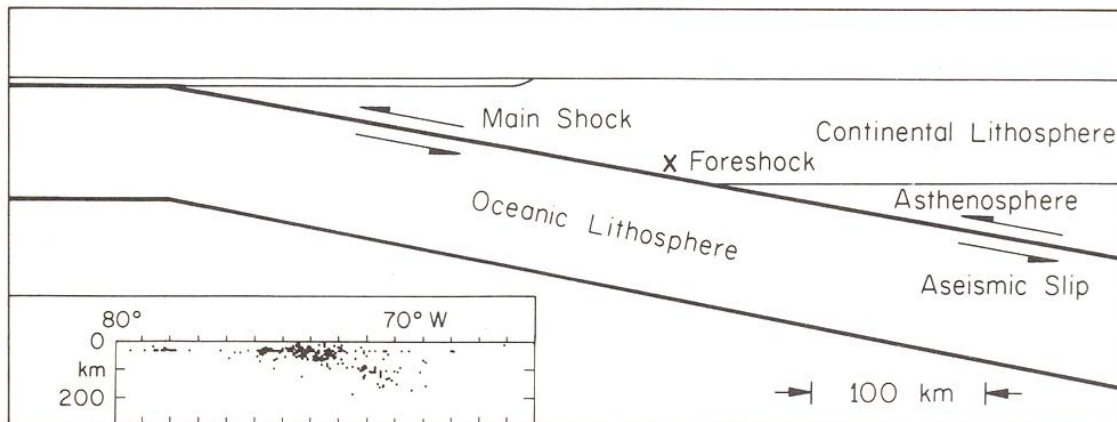 Main Shock
Continental Lithosphere
X Foreshock
Asthenosphere
Oceanic Lithosphere
Aseismic Slip
80° 70° W
0
km
200
100 km